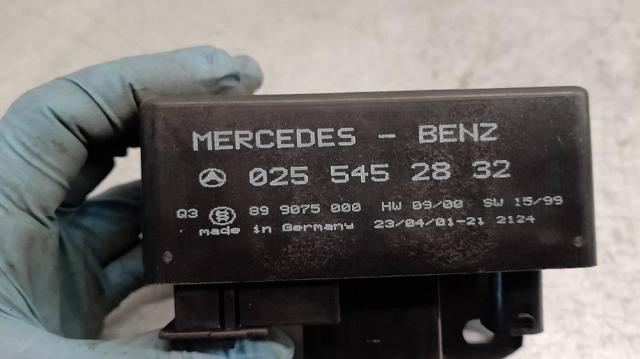 MERCEDES - BENZ
025 545 28 32
Q3 89 9075 000 HW 09/00 SW 15/99
made in Germany 23/04/01-21 2124